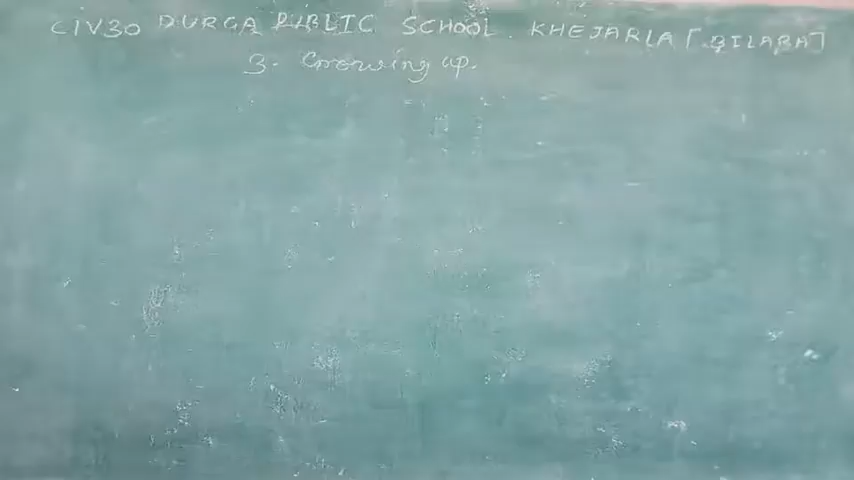 CIV30 DURGA PUBLIC SCHOOL. KHEJARLA [BILARA]
3. Growing up.